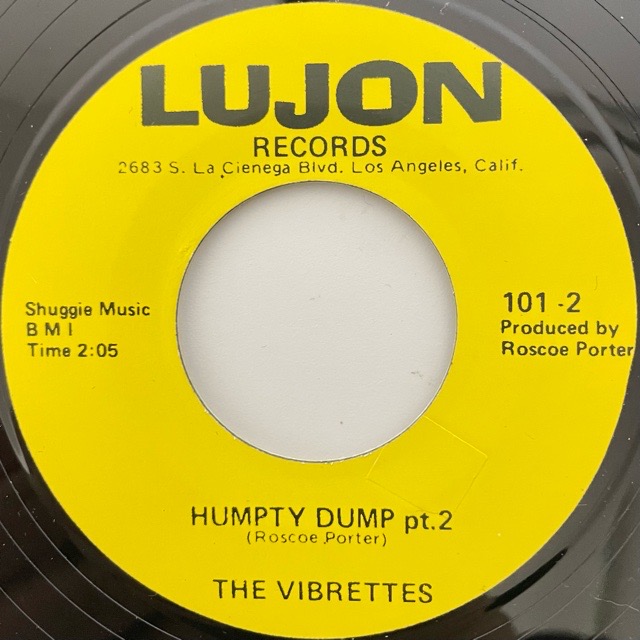 LUJON
RECORDS
2683 S. La Cienega Blvd. Los Angeles, Calif.
Shuggie Music
B M I
Time 2:05
101 -2
Produced by
Roscoe Porter
HUMPTY DUMP pt.2
(Roscoe Porter)
THE VIBRETTES